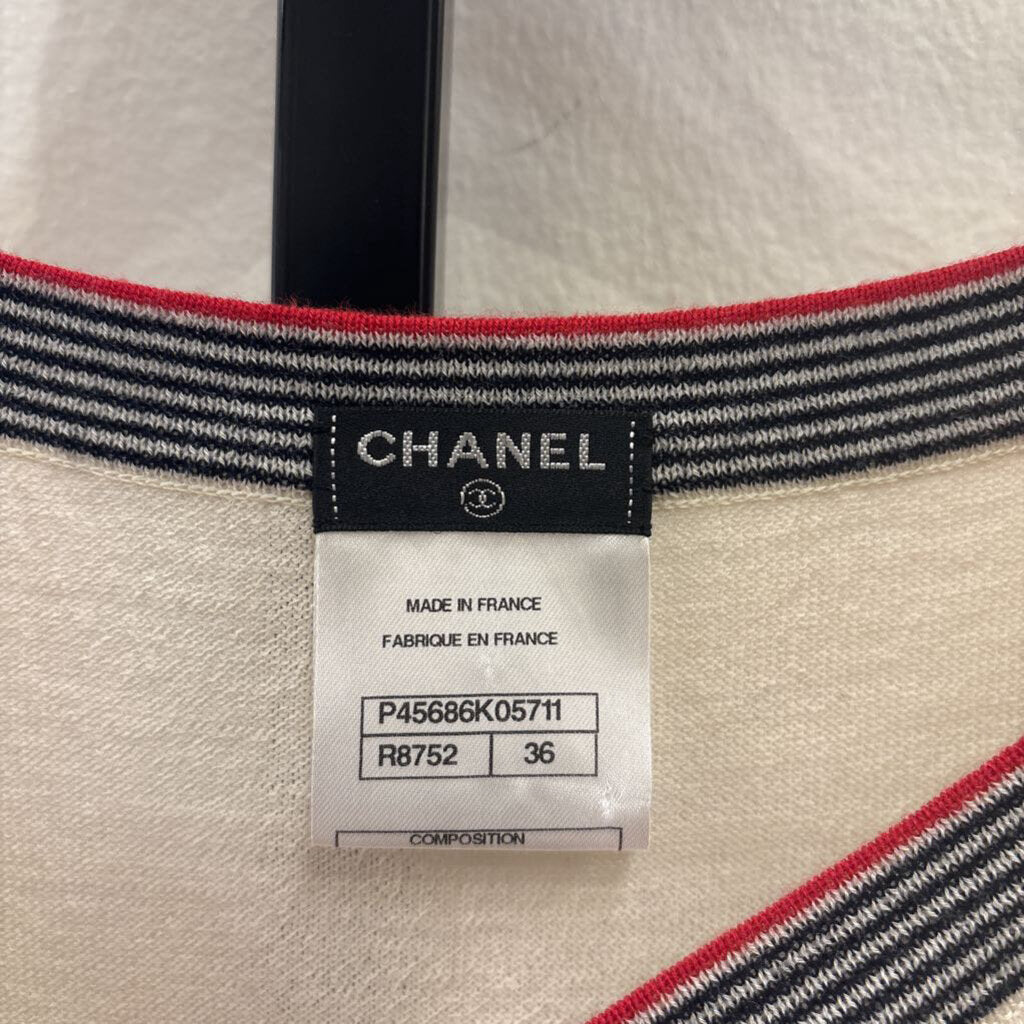 CHANEL
MADE IN FRANCE
FABRIQUE EN FRANCE
P45686K05711
R8752 36
COMPOSITION